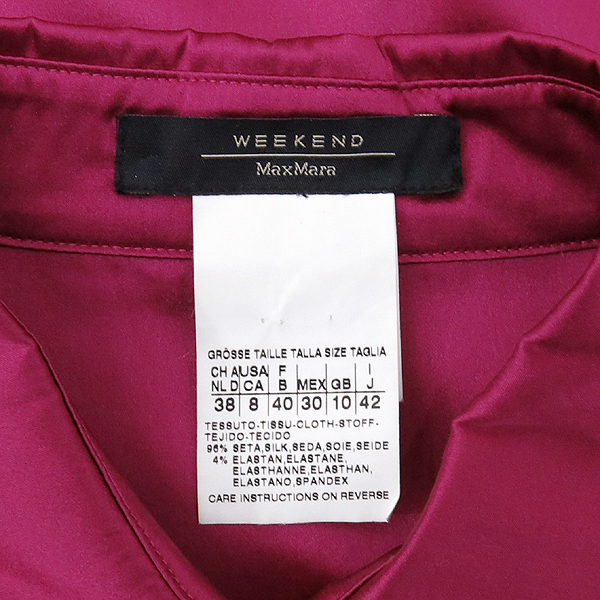 WEEKEND
MaxMara
GRÖSSE TAILLE TALLA SIZE TAGLIA
CH AUSA F I
NL D CA B MEX GB J
38 8 40 30 10 42
TESSUTO-TISSU-CLOTH-STOFF-
TEJIDO-TECIDO:
96% SETA,SILK,SEDA,SOIE,SEIDE
4% ELASTAN,ELASTANE,
ELASTHANNE,ELASTHAN,
ELASTANO,SPANDEX
CARE INSTRUCTIONS ON REVERSE